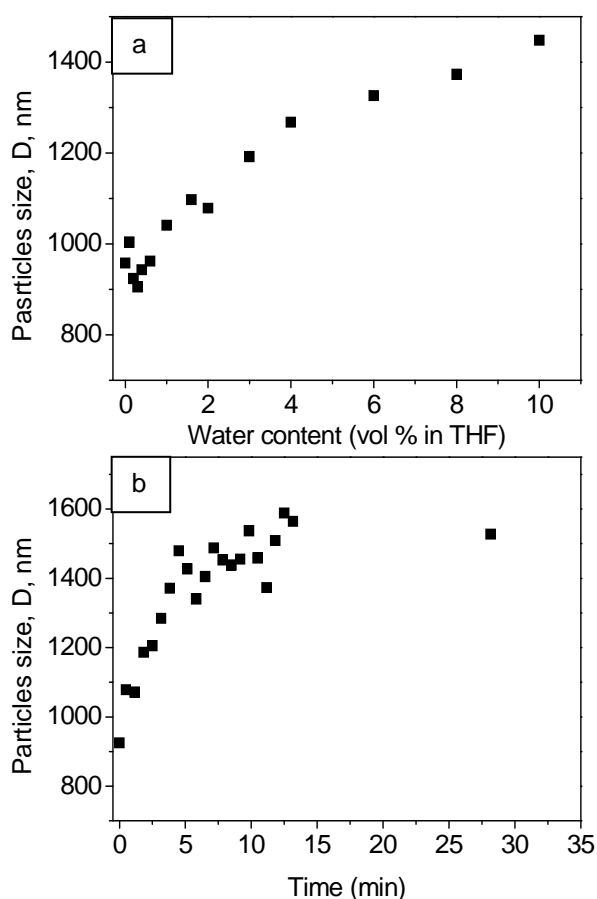 a
1400
1200
1000
800
Pasrticles size, D, nm
0 2 4 6 8 10
Water content (vol % in THF)
b
1600
1400
1200
1000
800
Particles size, D, nm
0 5 10 15 20 25 30 35
Time (min)